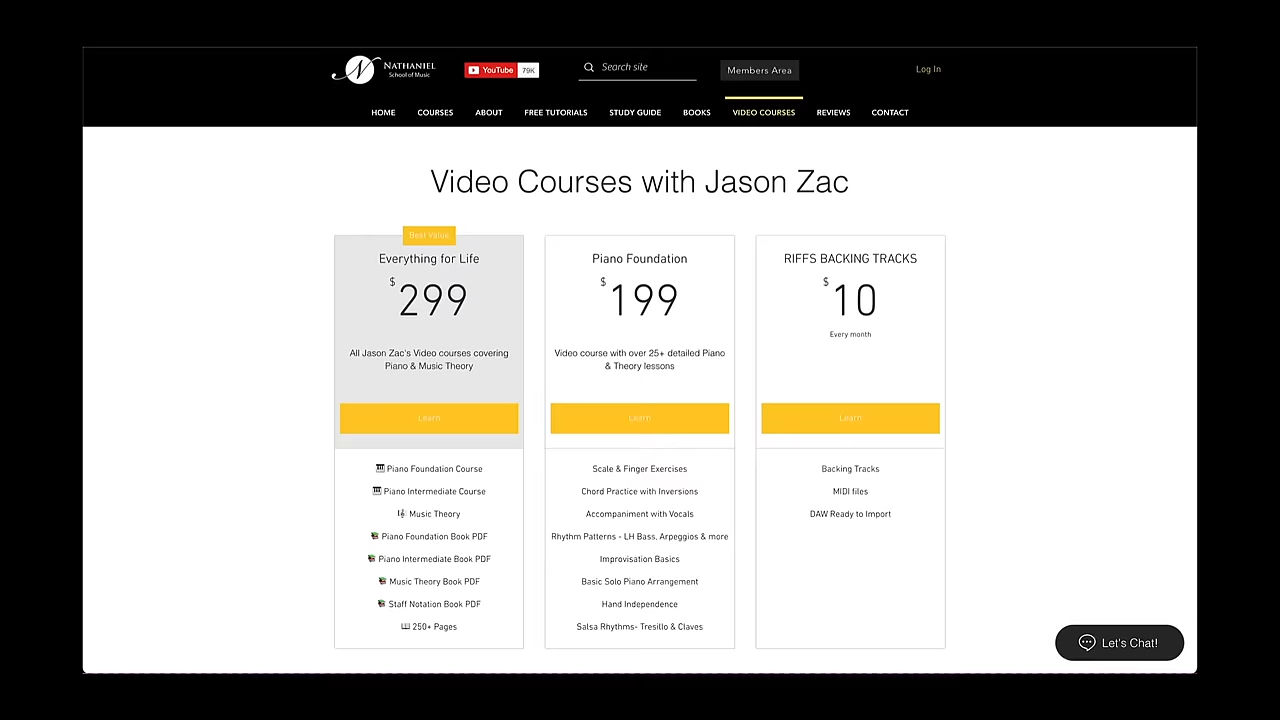 NATHANIEL
School of Music
YouTube 79K
Search site
Members Area
Log In
HOME COURSES ABOUT FREE TUTORIALS STUDY GUIDE BOOKS VIDEO COURSES REVIEWS CONTACT
Video Courses with Jason Zac
Best Value
Everything for Life
$
299
All Jason Zac's Video courses covering
Piano & Music Theory
Learn
Piano Foundation Course
Piano Intermediate Course
Music Theory
Piano Foundation Book PDF
Piano Intermediate Book PDF
Music Theory Book PDF
Staff Notation Book PDF
250+ Pages
Piano Foundation
$
199
Video course with over 25+ detailed Piano
& Theory lessons
Learn
Scale & Finger Exercises
Chord Practice with Inversions
Accompaniment with Vocals
Rhythm Patterns - LH Bass, Arpeggios & more
Improvisation Basics
Basic Solo Piano Arrangement
Hand Independence
Salsa Rhythms- Tresillo & Claves
RIFFS BACKING TRACKS
$
10
Every month
Learn
Backing Tracks
MIDI files
DAW Ready to Import
Let's Chat!